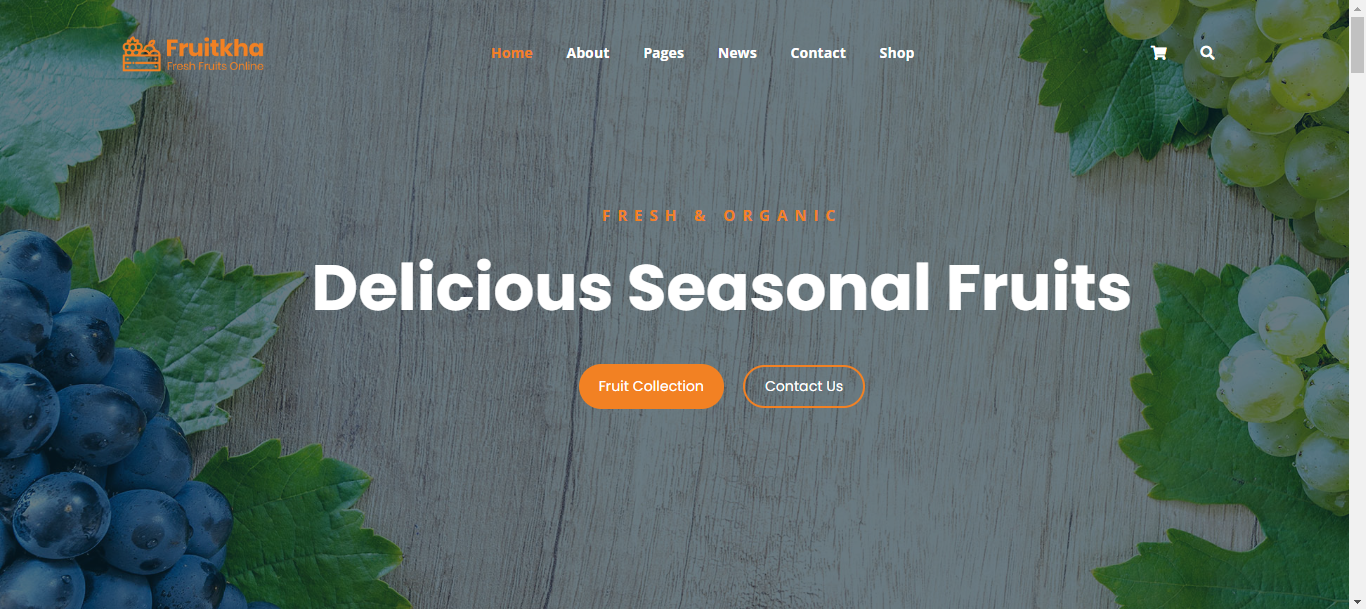 Fruitkha
Fresh Fruits Online
Home About Pages News Contact Shop
FRESH & ORGANIC
Delicious Seasonal Fruits
Fruit Collection Contact Us